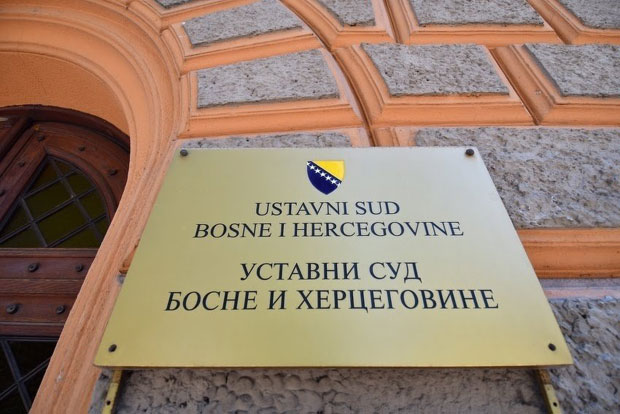 USTAVNI SUD
BOSNE I HERCEGOVINE
УСТАВНИ СУД
БОСНЕ И ХЕРЦЕГОВИНЕ